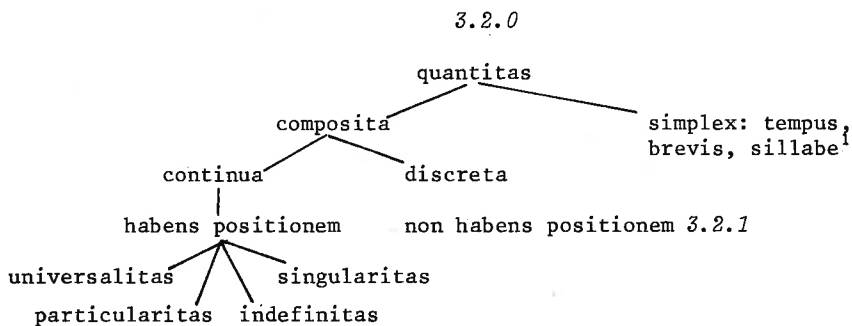 3.2.0
quantitas
composita simplex: tempus,
brevis, sillabe1
continua discreta
habens positionem non habens positionem 3.2.1
universalitas singularitas
particularitas indefinitas